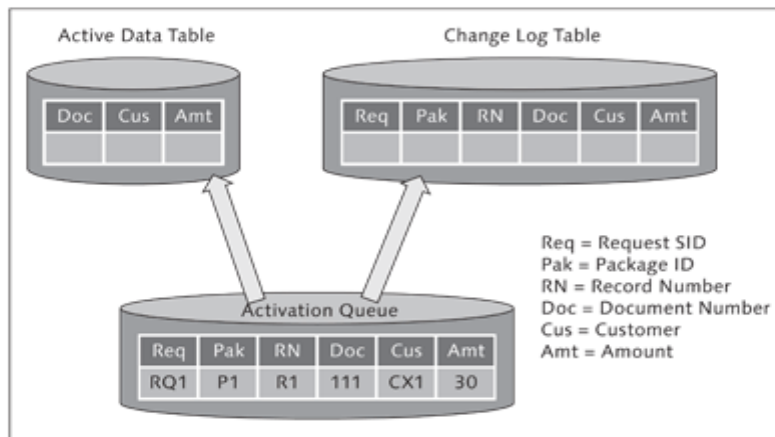 Active Data Table
Change Log Table
Doc Cus Amt
Req Pak RN Doc Cus Amt
Req = Request SID
Pak = Package ID
RN = Record Number
Doc = Document Number
Cus = Customer
Amt = Amount
Activation Queue
Req Pak RN Doc Cus Amt
RQ1 P1 R1 111 CX1 30